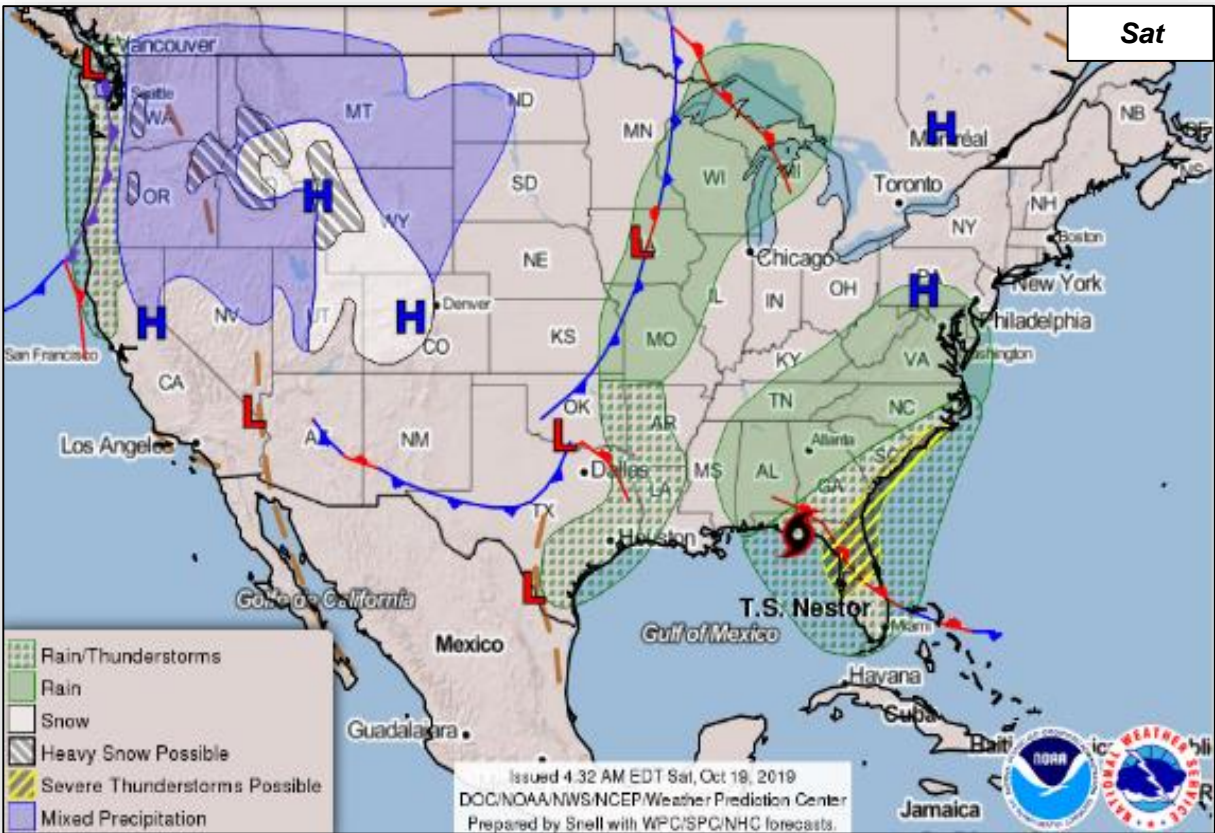 Sat
Vancouver
Seattle
WA
MT
ND
MN
NB
Montréal
OR
SD
WI
MI
Toronto
NH
NY
Boston
WY
NE
Chicago
PA
New York
NV
UT
Denver
CO
IL
IN
OH
Philadelphia
San Francisco
KS
MO
KY
VA
Washington
CA
Los Angeles
AZ
NM
OK
AR
TN
NC
Atlanta
SC
Dallas
MS
AL
GA
LA
TX
Houston
T.S. Nestor
Miami
Golfo de California
Gulf of Mexico
Mexico
Havana
Cuba
Guadalajara
Jamaica
H
H
H
H
H
L
L
L
L
L
Rain/Thunderstorms
Rain
Snow
Heavy Snow Possible
Severe Thunderstorms Possible
Mixed Precipitation
Issued 4:32 AM EDT Sat, Oct 19, 2019
DOC/NOAA/NWS/NCEP/Weather Prediction Center
Prepared by Snell with WPC/SPC/NHC forecasts.
NOAA
NATIONAL WEATHER SERVICE